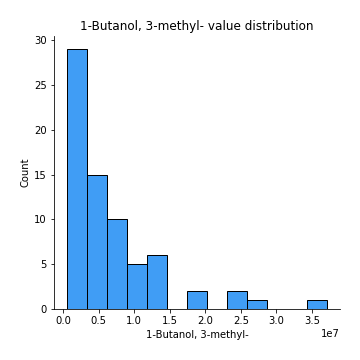 1-Butanol, 3-methyl- value distribution
30
25
20
15
10
5
0
Count
0.0 0.5 1.0 1.5 2.0 2.5 3.0 3.5
1e7
1-Butanol, 3-methyl-